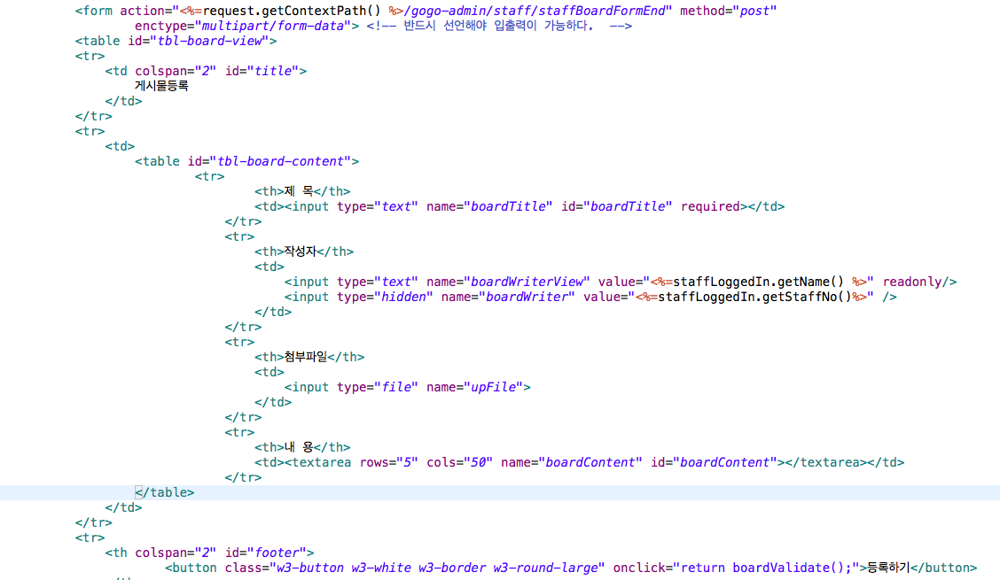 <form action="<%=request.getContextPath() %>/gogo-admin/staff/staffBoardFormEnd" method="post"
enctype="multipart/form-data"> <!-- 반드시 선언해야 입출력이 가능하다.  -->
<table id="tbl-board-view">
<tr>
<td colspan="2" id="title">
게시물등록
</td>
</tr>
<tr>
<td>
<table id="tbl-board-content">
<tr>
<th>제 목</th>
<td><input type="text" name="boardTitle" id="boardTitle" required></td>
</tr>
<tr>
<th>작성자</th>
<td>
<input type="text" name="boardWriterView" value="<%=staffLoggedIn.getName() %>" readonly/>
<input type="hidden" name="boardWriter" value="<%=staffLoggedIn.getStaffNo()%>" />
</td>
</tr>
<tr>
<th>첨부파일</th>
<td>
<input type="file" name="upFile">
</td>
</tr>
<tr>
<th>내 용</th>
<td><textarea rows="5" cols="50" name="boardContent" id="boardContent"></textarea></td>
</tr>
</table>
</td>
</tr>
<tr>
<th colspan="2" id="footer">
<button class="w3-button w3-white w3-border w3-round-large" onclick="return boardValidate();">등록하기</button>